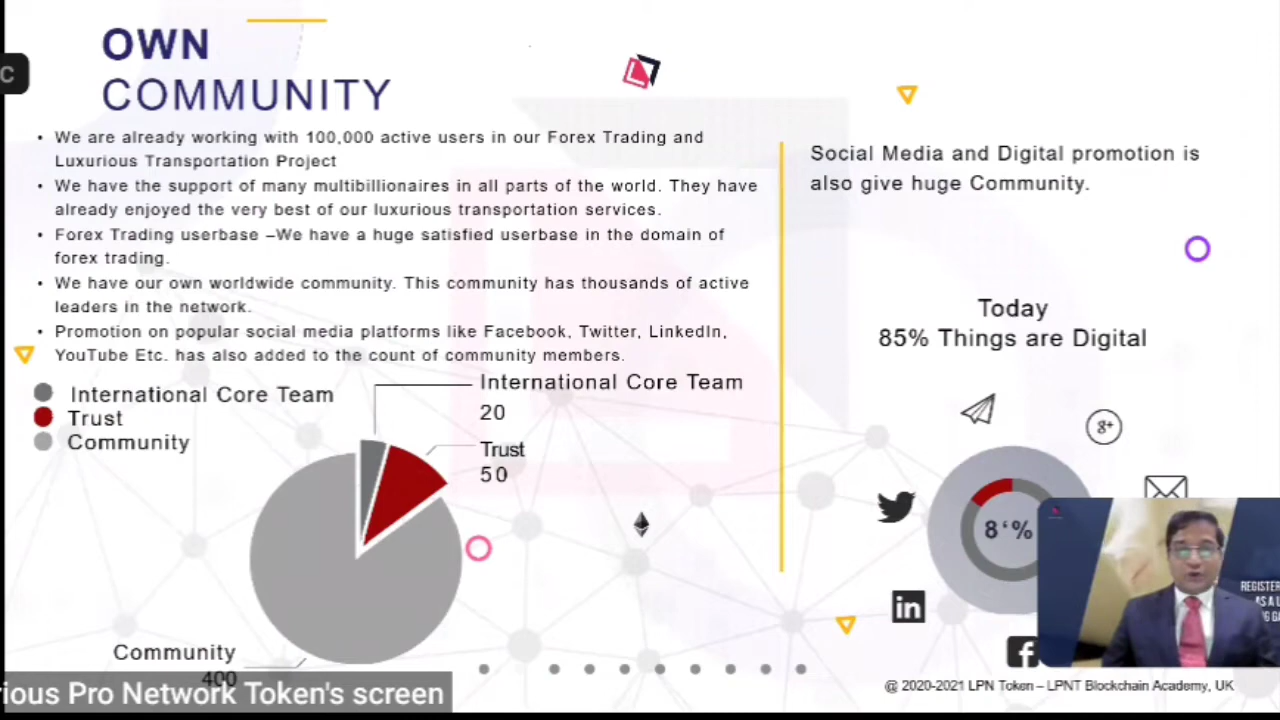 OWN
COMMUNITY
C
• We are already working with 100,000 active users in our Forex Trading and
Luxurious Transportation Project
• We have the support of many multibillionaires in all parts of the world. They have
already enjoyed the very best of our luxurious transportation services.
• Forex Trading userbase –We have a huge satisfied userbase in the domain of
forex trading.
• We have our own worldwide community. This community has thousands of active
leaders in the network.
• Promotion on popular social media platforms like Facebook, Twitter, LinkedIn,
YouTube Etc. has also added to the count of community members.
International Core Team
Trust
Community
International Core Team
20
Trust
50
Community
400
Social Media and Digital promotion is
also give huge Community.
Today
85% Things are Digital
8+
in
f
REGISTER
AS A
@ 2020-2021 LPN Token – LPNT Blockchain Academy, UK
rious Pro Network Token's screen